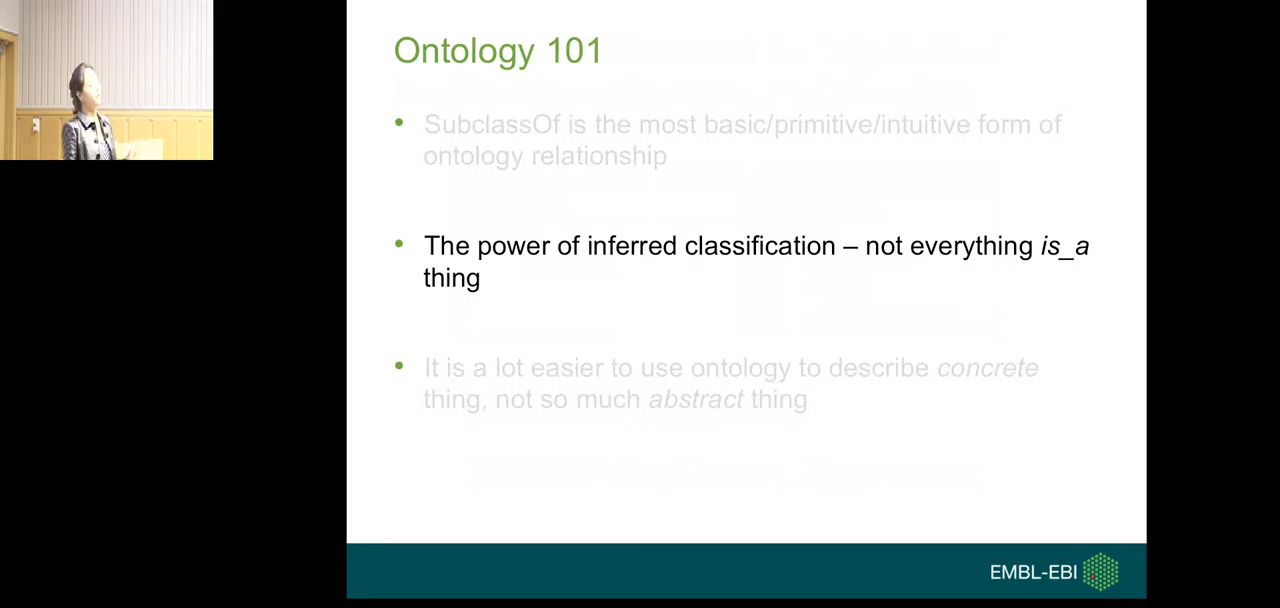 Ontology 101
• SubclassOf is the most basic/primitive/intuitive form of
ontology relationship
• The power of inferred classification – not everything is_a
thing
• It is a lot easier to use ontology to describe concrete
thing, not so much abstract thing
EMBL-EBI